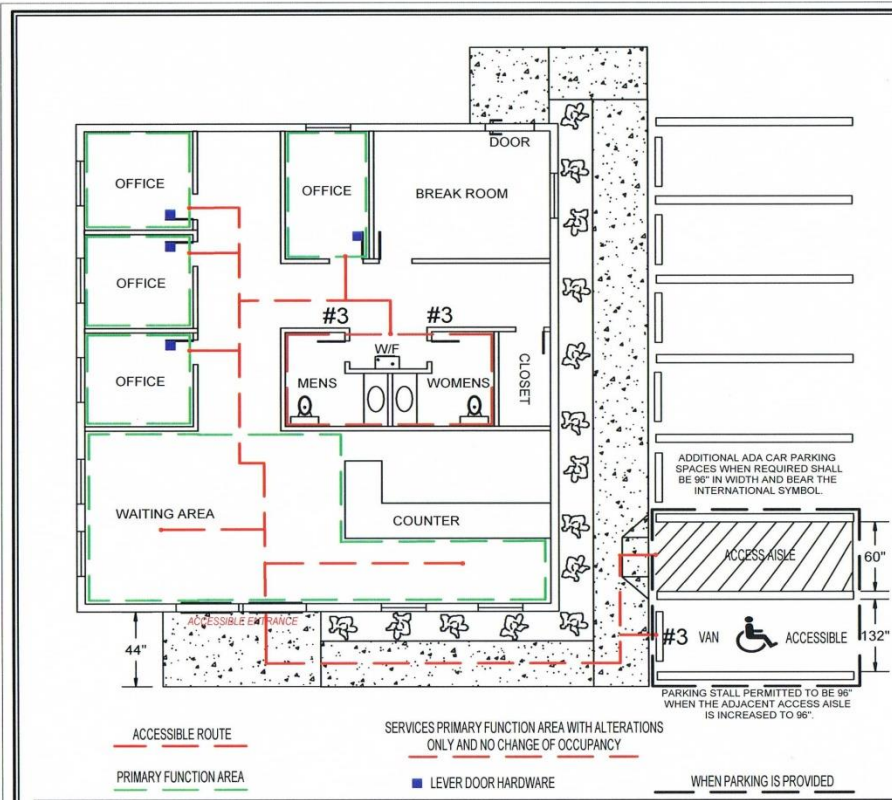 DOOR
OFFICE
OFFICE
BREAK ROOM
OFFICE
#3
#3
W/F
OFFICE
MENS
WOMENS
CLOSET
ADDITIONAL ADA CAR PARKING
SPACES WHEN REQUIRED SHALL
BE 96" IN WIDTH AND BEAR THE
INTERNATIONAL SYMBOL.
WAITING AREA
COUNTER
ACCESS AISLE
60"
ACCESSIBLE ENTRANCE
#3 VAN ACCESSIBLE
132"
44"
PARKING STALL PERMITTED TO BE 96"
WHEN THE ADJACENT ACCESS AISLE
IS INCREASED TO 96".
ACCESSIBLE ROUTE
SERVICES PRIMARY FUNCTION AREA WITH ALTERATIONS
ONLY AND NO CHANGE OF OCCUPANCY
PRIMARY FUNCTION AREA
LEVER DOOR HARDWARE
WHEN PARKING IS PROVIDED